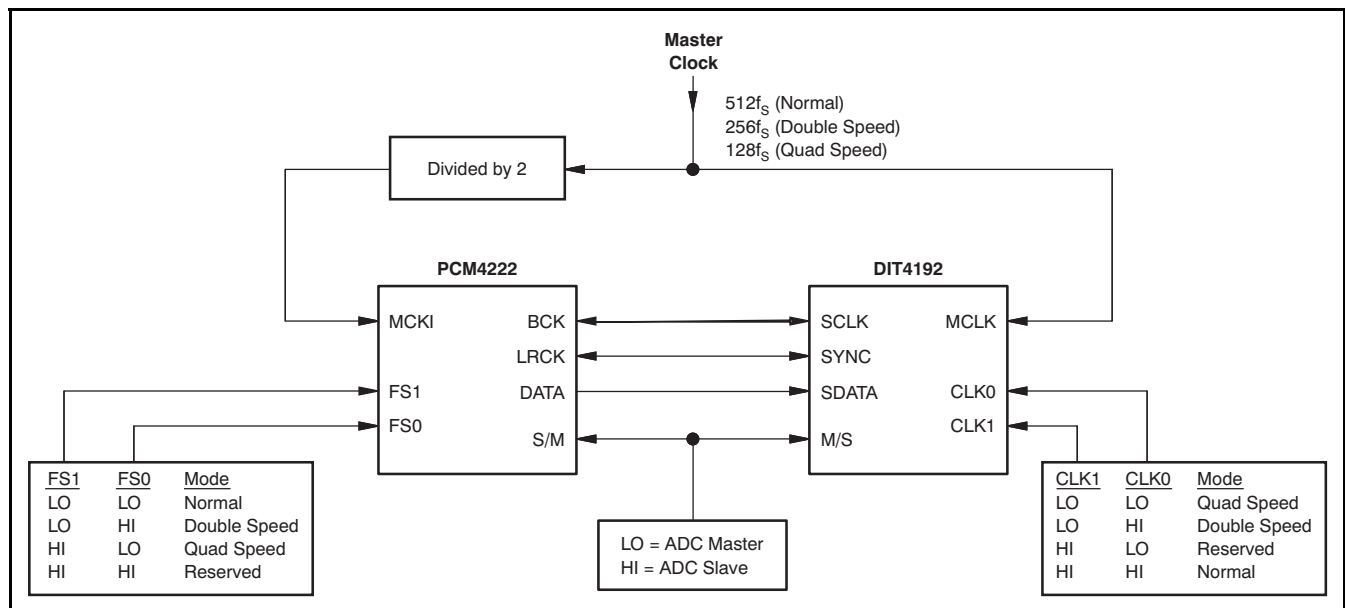 Master
Clock
512fS (Normal)
256fS (Double Speed)
128fS (Quad Speed)
Divided by 2
PCM4222
DIT4192
MCKI
BCK
SCLK
MCLK
LRCK
SYNC
FS1
DATA
SDATA
CLK0
FS0
CLK1
S/M
M/S
FS1 FS0 Mode
LO LO Normal
LO HI Double Speed
HI LO Quad Speed
HI HI Reserved
LO = ADC Master
HI = ADC Slave
CLK1 CLK0 Mode
LO LO Quad Speed
LO HI Double Speed
HI LO Reserved
HI HI Normal